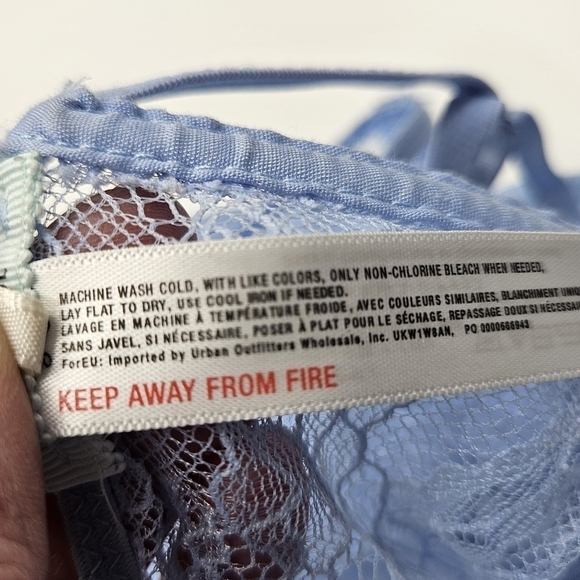 MACHINE WASH COLD, WITH LIKE COLORS, ONLY NON-CHLORINE BLEACH WHEN NEEDED,
LAY FLAT TO DRY, USE COOL IRON IF NEEDED.
LAVAGE EN MACHINE À TEMPÉRATURE FROIDE, AVEC COULEURS SIMILAIRES, BLANCHIMENT
SANS JAVEL, SI NÉCESSAIRE, POSER À PLAT POUR LE SÉCHAGE, REPASSAGE DOUX SI
ForEU: Imported by Urban Outfitters Wholesale, Inc. UKW1W8AN, PO 0000666943
KEEP AWAY FROM FIRE